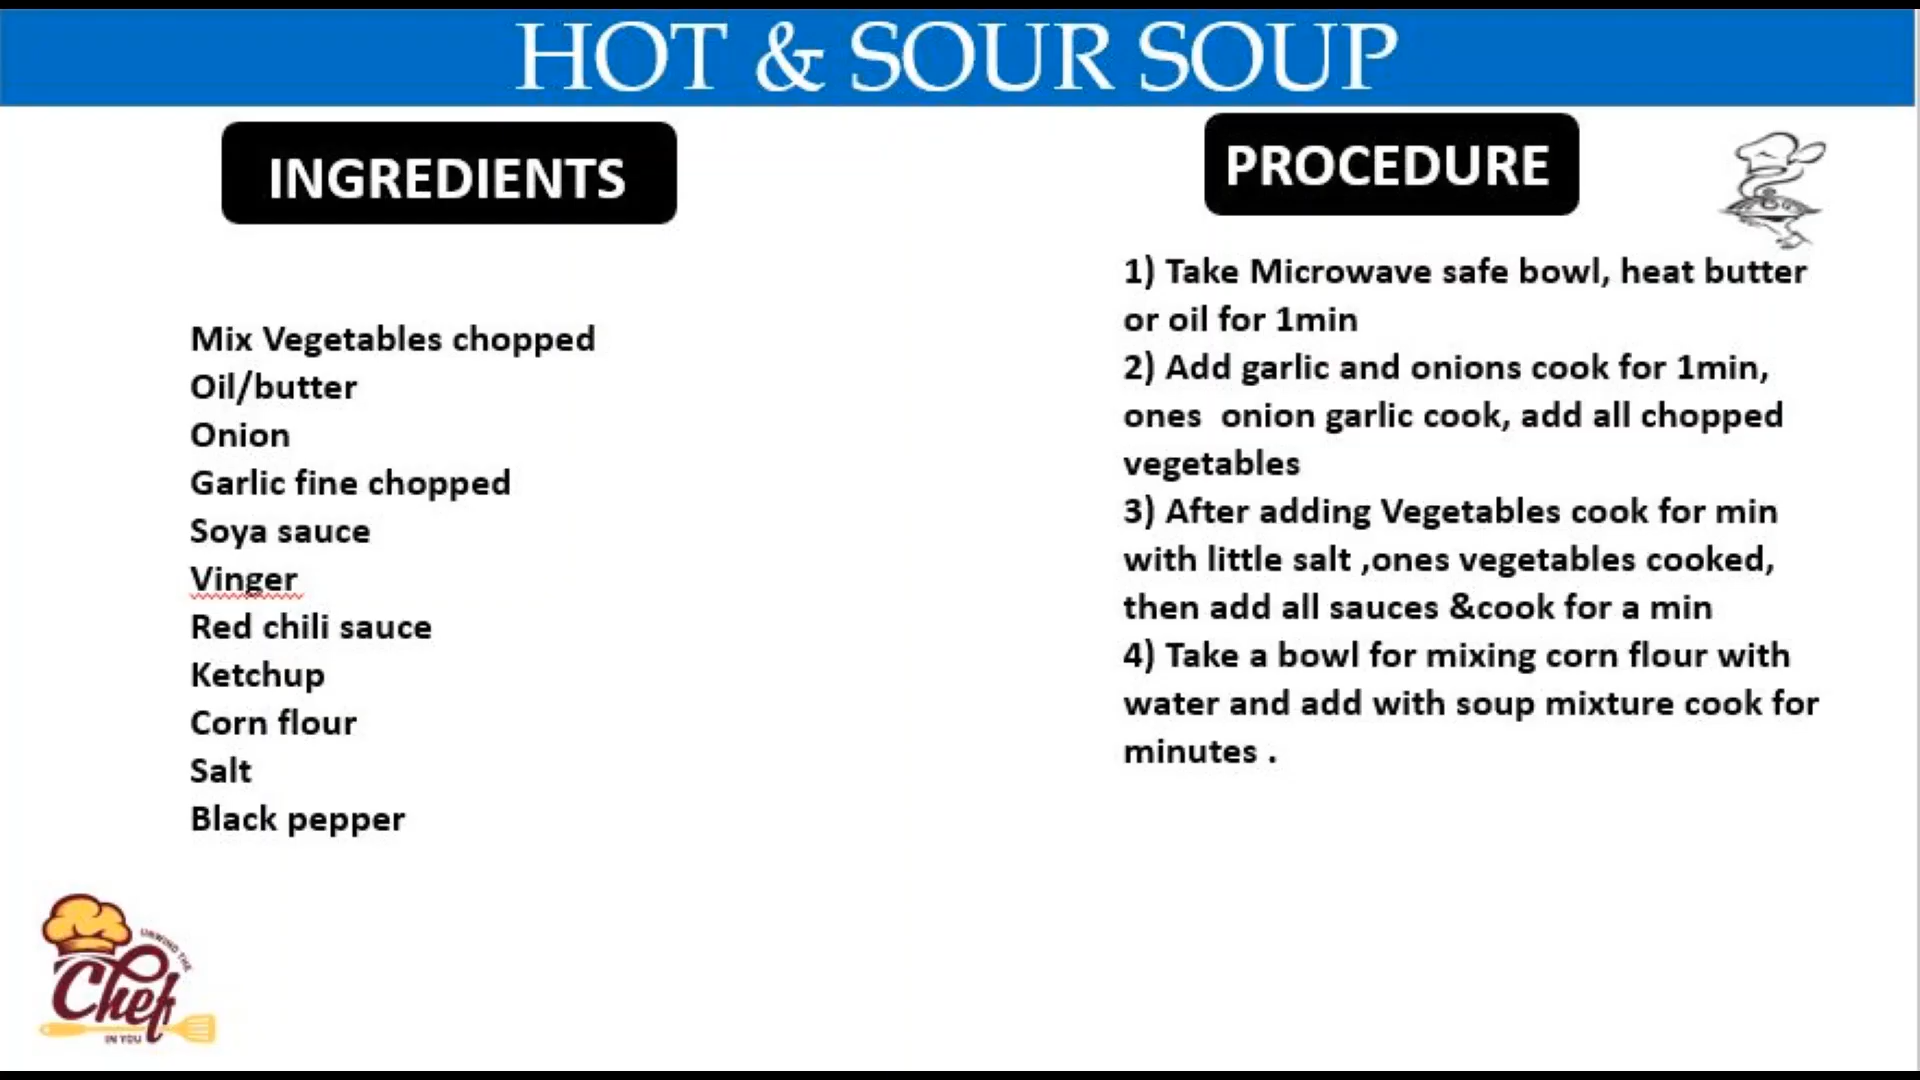 HOT & SOUR SOUP
INGREDIENTS
Mix Vegetables chopped
Oil/butter
Onion
Garlic fine chopped
Soya sauce
Vinger
Red chili sauce
Ketchup
Corn flour
Salt
Black pepper
PROCEDURE
1) Take Microwave safe bowl, heat butter
or oil for 1min
2) Add garlic and onions cook for 1min,
ones  onion garlic cook, add all chopped
vegetables
3) After adding Vegetables cook for min
with little salt ,ones vegetables cooked,
then add all sauces &cook for a min
4) Take a bowl for mixing corn flour with
water and add with soup mixture cook for
minutes .
UNWIND THE
Chef
IN YOU